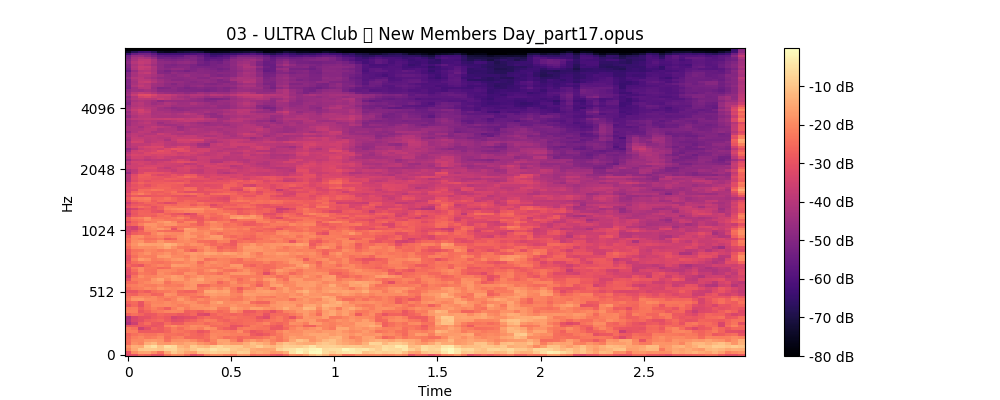 03 - ULTRA Club  New Members Day_part17.opus
4096
2048
1024
512
0
Hz
0
0.5
1
1.5
2
2.5
Time
-10 dB
-20 dB
-30 dB
-40 dB
-50 dB
-60 dB
-70 dB
-80 dB